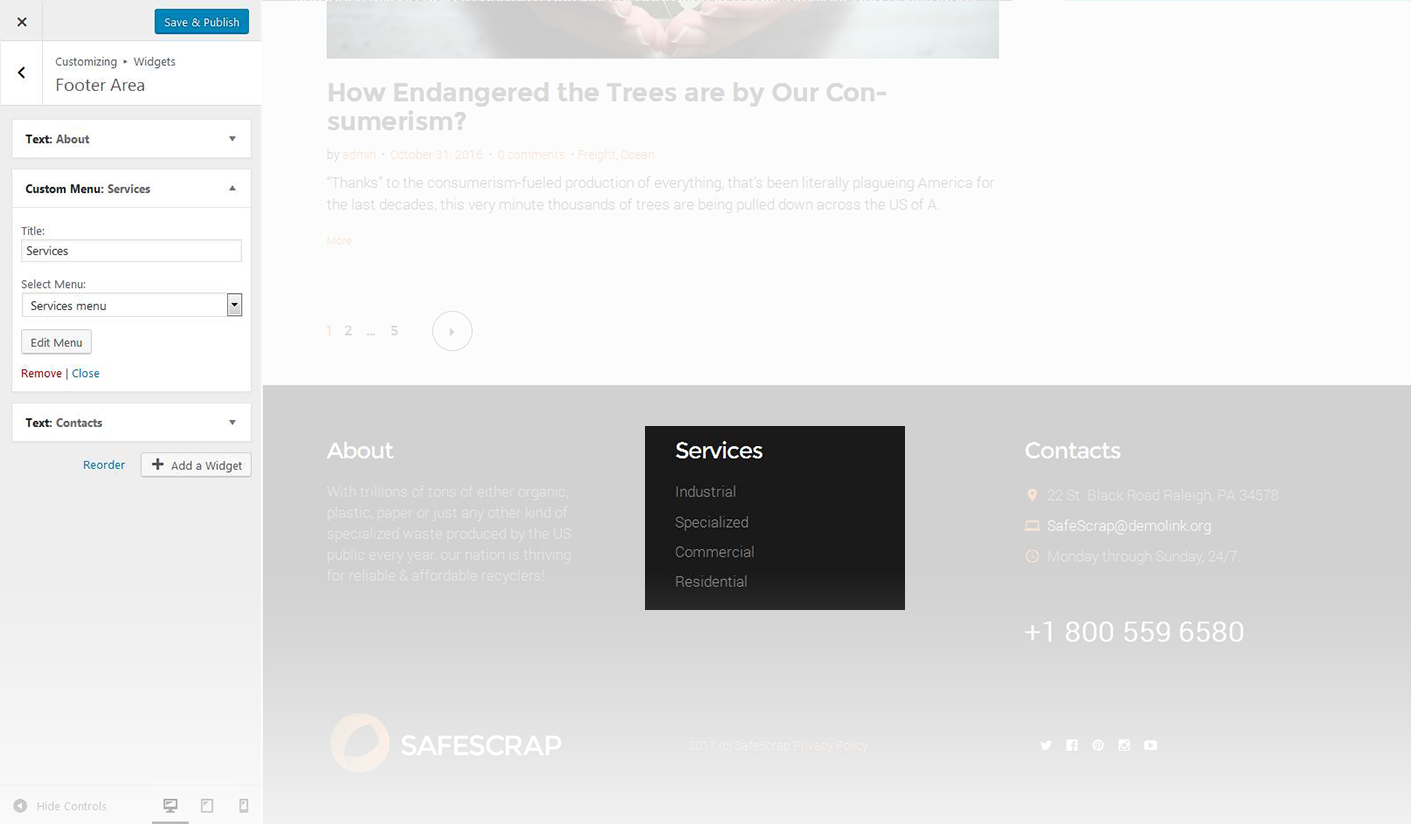 Save & Publish
Customizing ▸ Widgets
Footer Area
Text: About
Custom Menu: Services
Title:
Services
Select Menu:
Services menu
Edit Menu
Remove | Close
Text: Contacts
Reorder
Add a Widget
Hide Controls
How Endangered the Trees are by Our Con-
sumerism?
by admin • October 31, 2016 • 0 comments • Freight, Ocean
“Thanks” to the consumerism-fueled production of everything, that’s been literally plagueing America for
the last decades, this very minute thousands of trees are being pulled down across the US of A.
More
1 2 ... 5
About
With trillions of tons of either organic,
plastic, paper or just any other kind of
specialized waste produced by the US
public every year, our nation is thriving
for reliable & affordable recyclers!
Services
Industrial
Specialized
Commercial
Residential
Contacts
22 St. Black Road Raleigh, PA 34578
SafeScrap@demolink.org
Monday through Sunday, 24/7.
+1 800 559 6580
SAFESCRAP
2017 (c) SafeScrap Privacy Policy